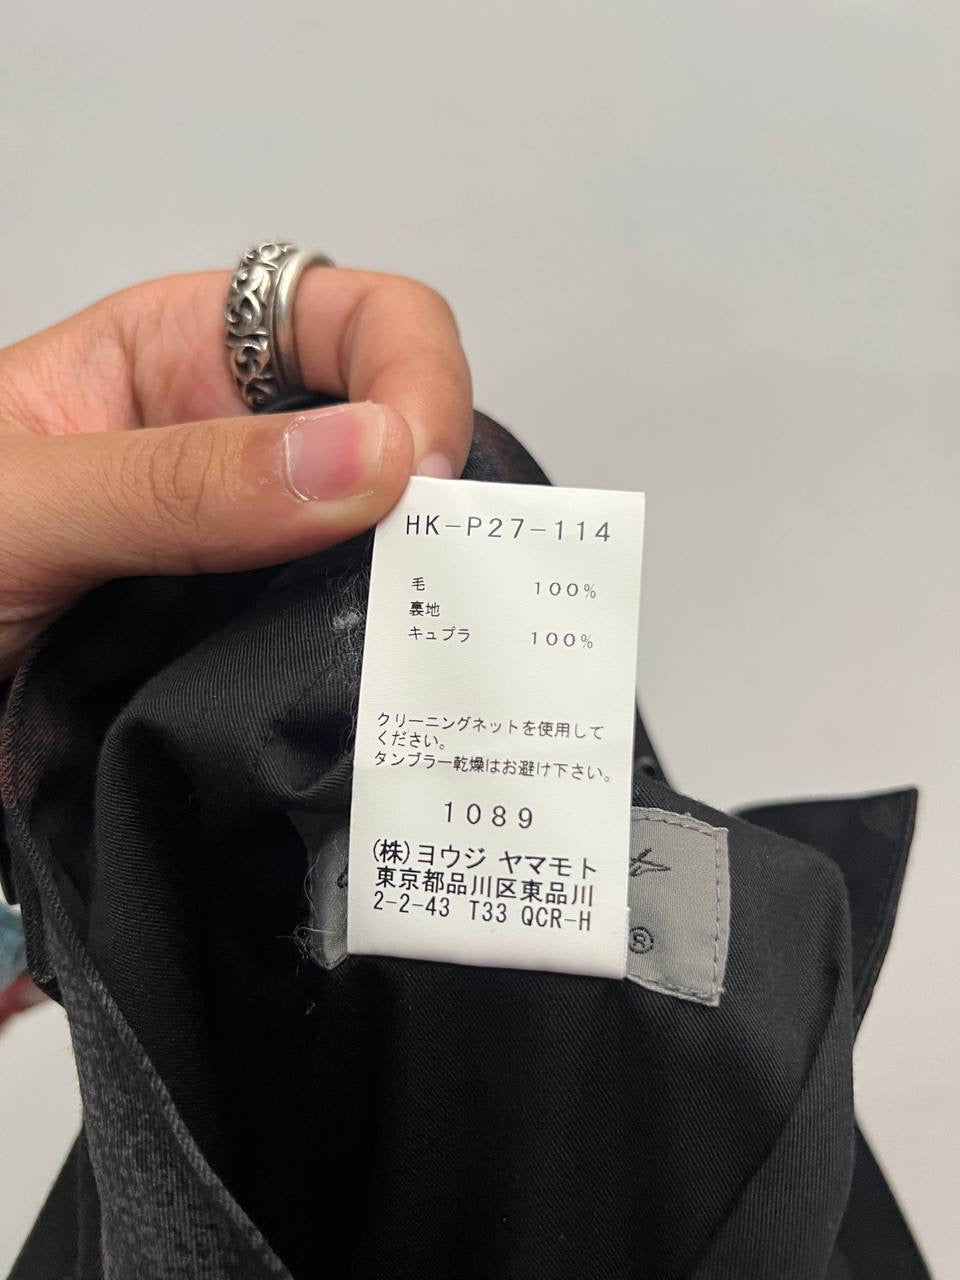 HK-P27-114
毛 100%
裏地
キュプラ 100%
クリーニングネットを使用して
ください。
タンブラー乾燥はお避け下さい。
1089
(株)ヨウジ ヤマモト
東京都品川区東品川
2-2-43 T33 QCR-H
®